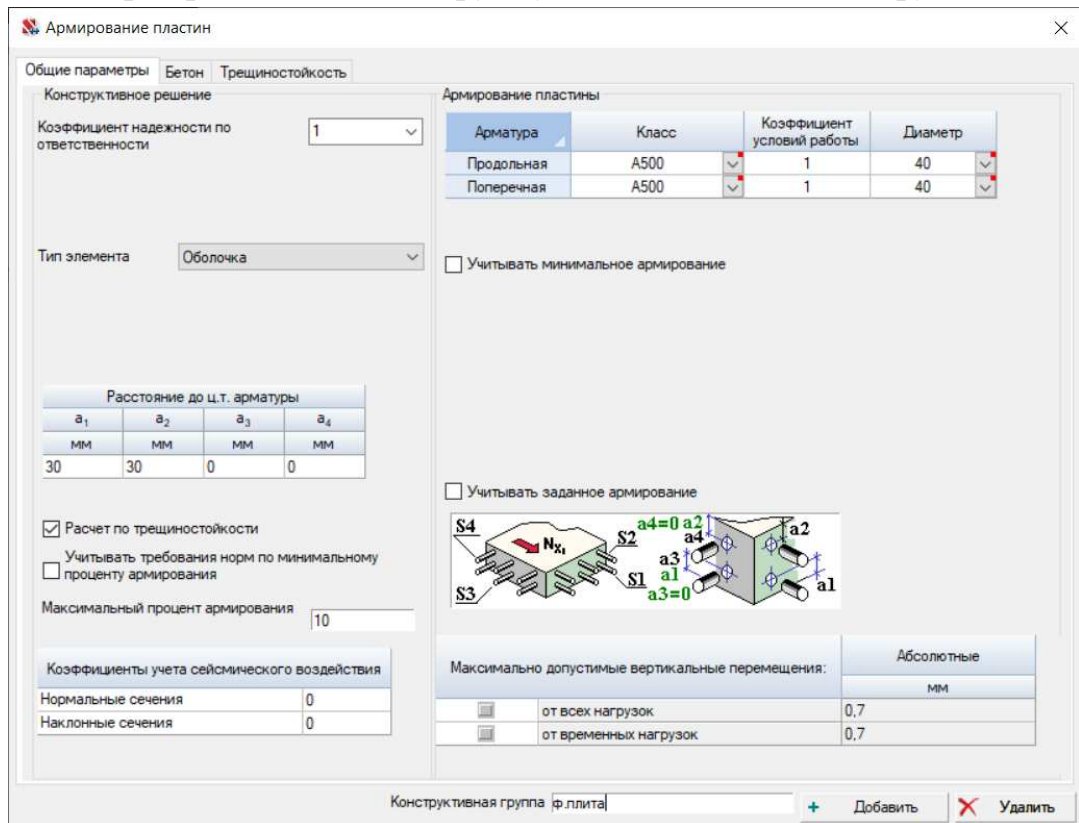 Армирование пластин
Общие параметры Бетон Трещиностойкость
Конструктивное решение
Коэффициент надежности по
ответственности
1
Тип элемента Оболочка
Расстояние до ц.т. арматуры
a1 a2 a3 a4
мм мм мм мм
30 30 0 0
Расчет по трещиностойкости
Учитывать требования норм по минимальному
проценту армирования
Максимальный процент армирования 10
Коэффициенты учета сейсмического воздействия
Нормальные сечения 0
Наклонные сечения 0
Армирование пластины
Арматура Класс Коэффициент
условий работы Диаметр
Продольная A500 1 40
Поперечная A500 1 40
Учитывать минимальное армирование
Учитывать заданное армирование
S4 NX1 S2 a4=0 a2 a2
a4
a3
S3 S1 a1 a1
a3=0
Максимально допустимые вертикальные перемещения: Абсолютные
мм
от всех нагрузок 0,7
от временных нагрузок 0,7
Конструктивная группа ф.плита Добавить Удалить